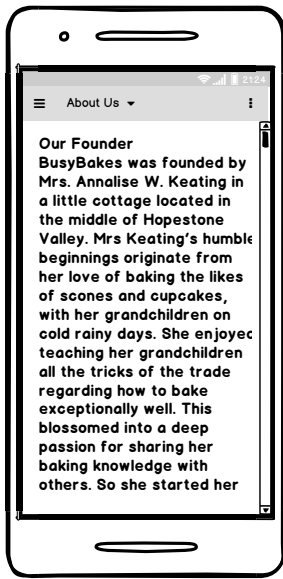 2124
About Us
Our Founder
BusyBakes was founded by
Mrs. Annalise W. Keating in
a little cottage located in
the middle of Hopestone
Valley. Mrs Keating's humble
beginnings originate from
her love of baking the likes
of scones and cupcakes,
with her grandchildren on
cold rainy days. She enjoyed
teaching her grandchildren
all the tricks of the trade
regarding how to bake
exceptionally well. This
blossomed into a deep
passion for sharing her
baking knowledge with
others. So she started her